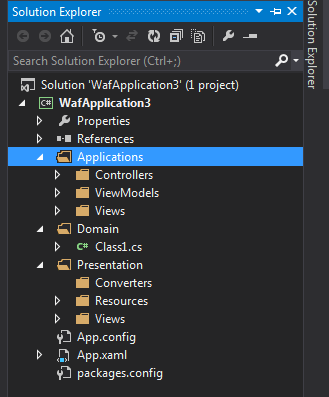 Solution Explorer
Search Solution Explorer (Ctrl+;)
Solution 'WafApplication3' (1 project)
C# WafApplication3
Properties
References
Applications
Controllers
ViewModels
Views
Domain
C# Class1.cs
Presentation
Converters
Resources
Views
App.config
App.xaml
packages.config
Solution Explorer